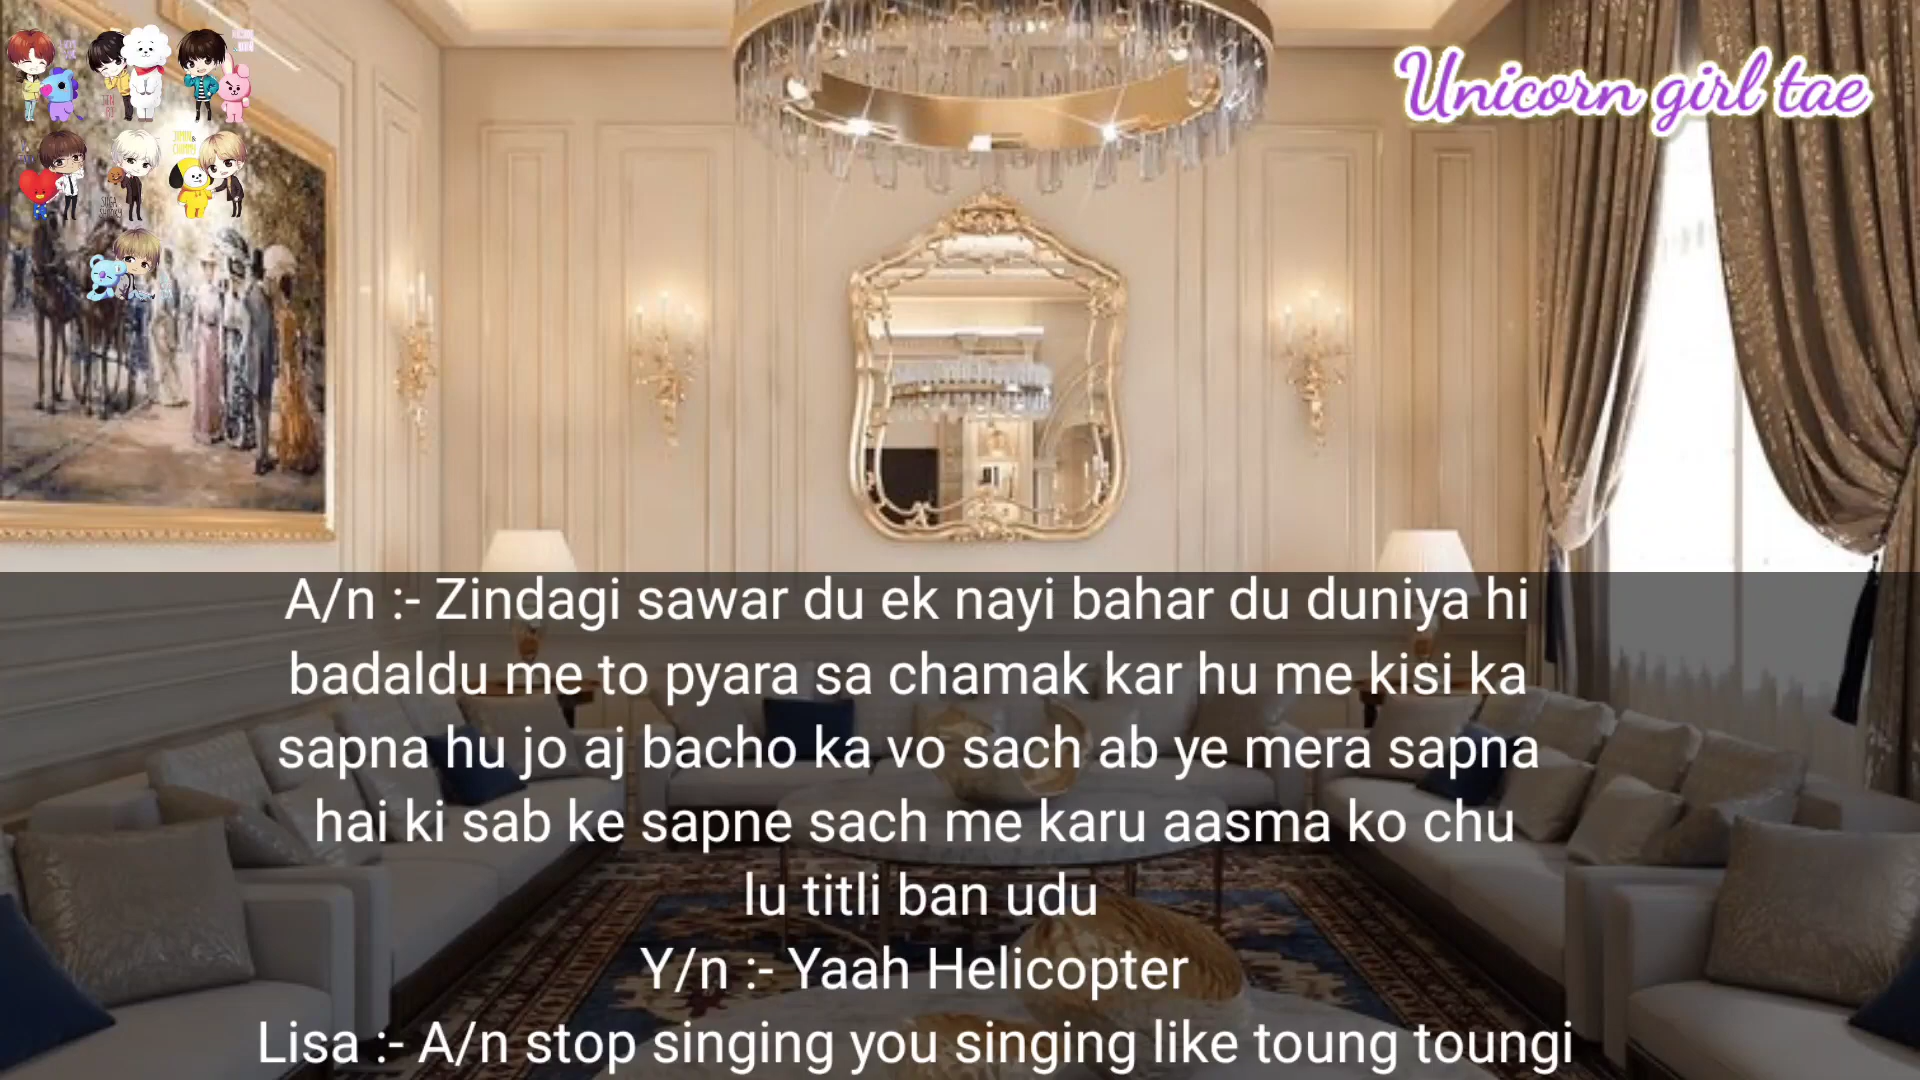 Unicorn girl tae
A/n :- Zindagi sawar du ek nayi bahar du duniya hi
badaldu me to pyara sa chamak kar hu me kisi ka
sapna hu jo aj bacho ka vo sach ab ye mera sapna
hai ki sab ke sapne sach me karu aasma ko chu
lu titli ban udu
Y/n :- Yaah Helicopter
Lisa :- A/n stop singing you singing like toung toungi